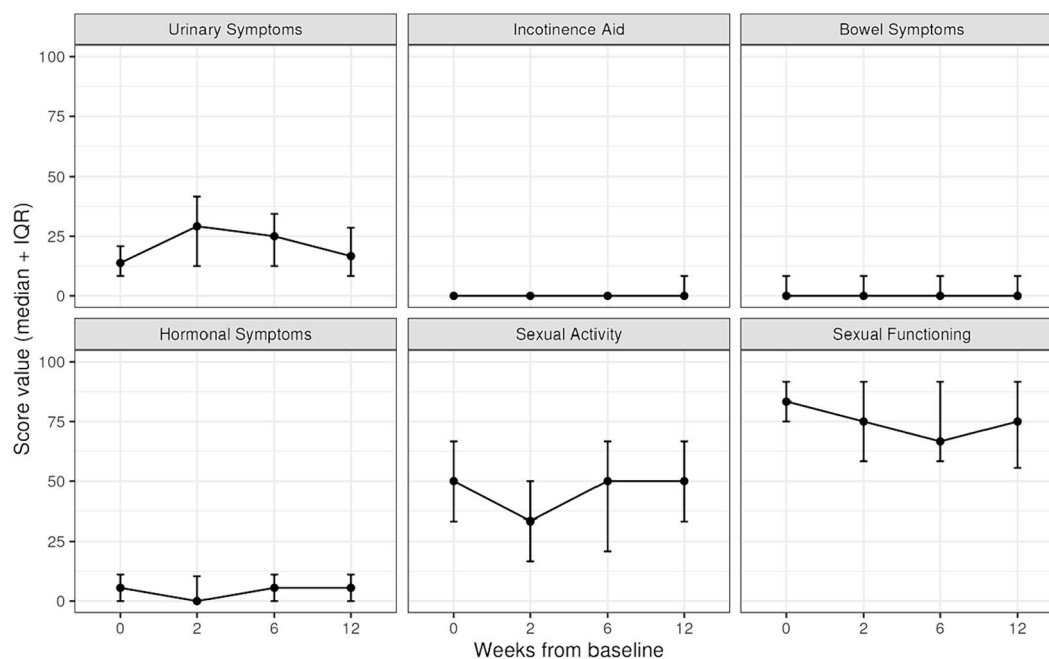 Urinary Symptoms
Incotinence Aid
Bowel Symptoms
100
75
50
25
0
Hormonal Symptoms
Sexual Activity
Sexual Functioning
100
75
50
25
0
0 2 6 12
0 2 6 12
0 2 6 12
Score value (median + IQR)
Weeks from baseline